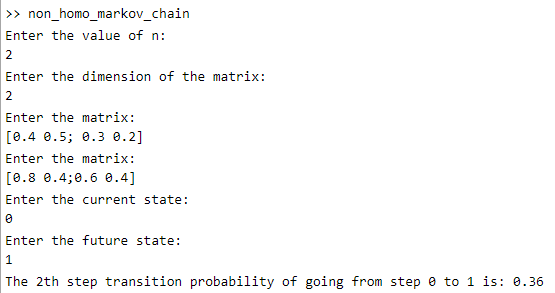 >> non_homo_markov_chain
Enter the value of n:
2
Enter the dimension of the matrix:
2
Enter the matrix:
[0.4 0.5; 0.3 0.2]
Enter the matrix:
[0.8 0.4;0.6 0.4]
Enter the current state:
0
Enter the future state:
1
The 2th step transition probability of going from step 0 to 1 is: 0.36